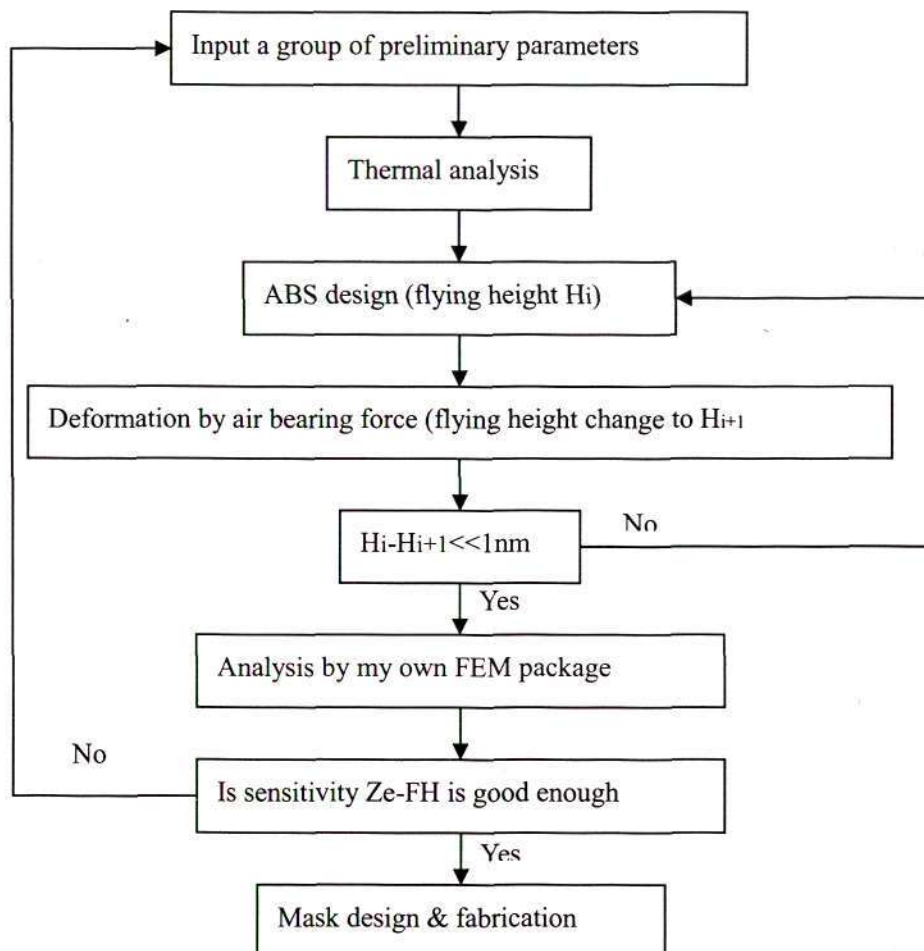 Input a group of preliminary parameters
Thermal analysis
ABS design (flying height Hi)
Deformation by air bearing force (flying height change to Hi+1
Hi-Hi+1<<1nm
No
Yes
Analysis by my own FEM package
No
Is sensitivity Ze-FH is good enough
Yes
Mask design & fabrication